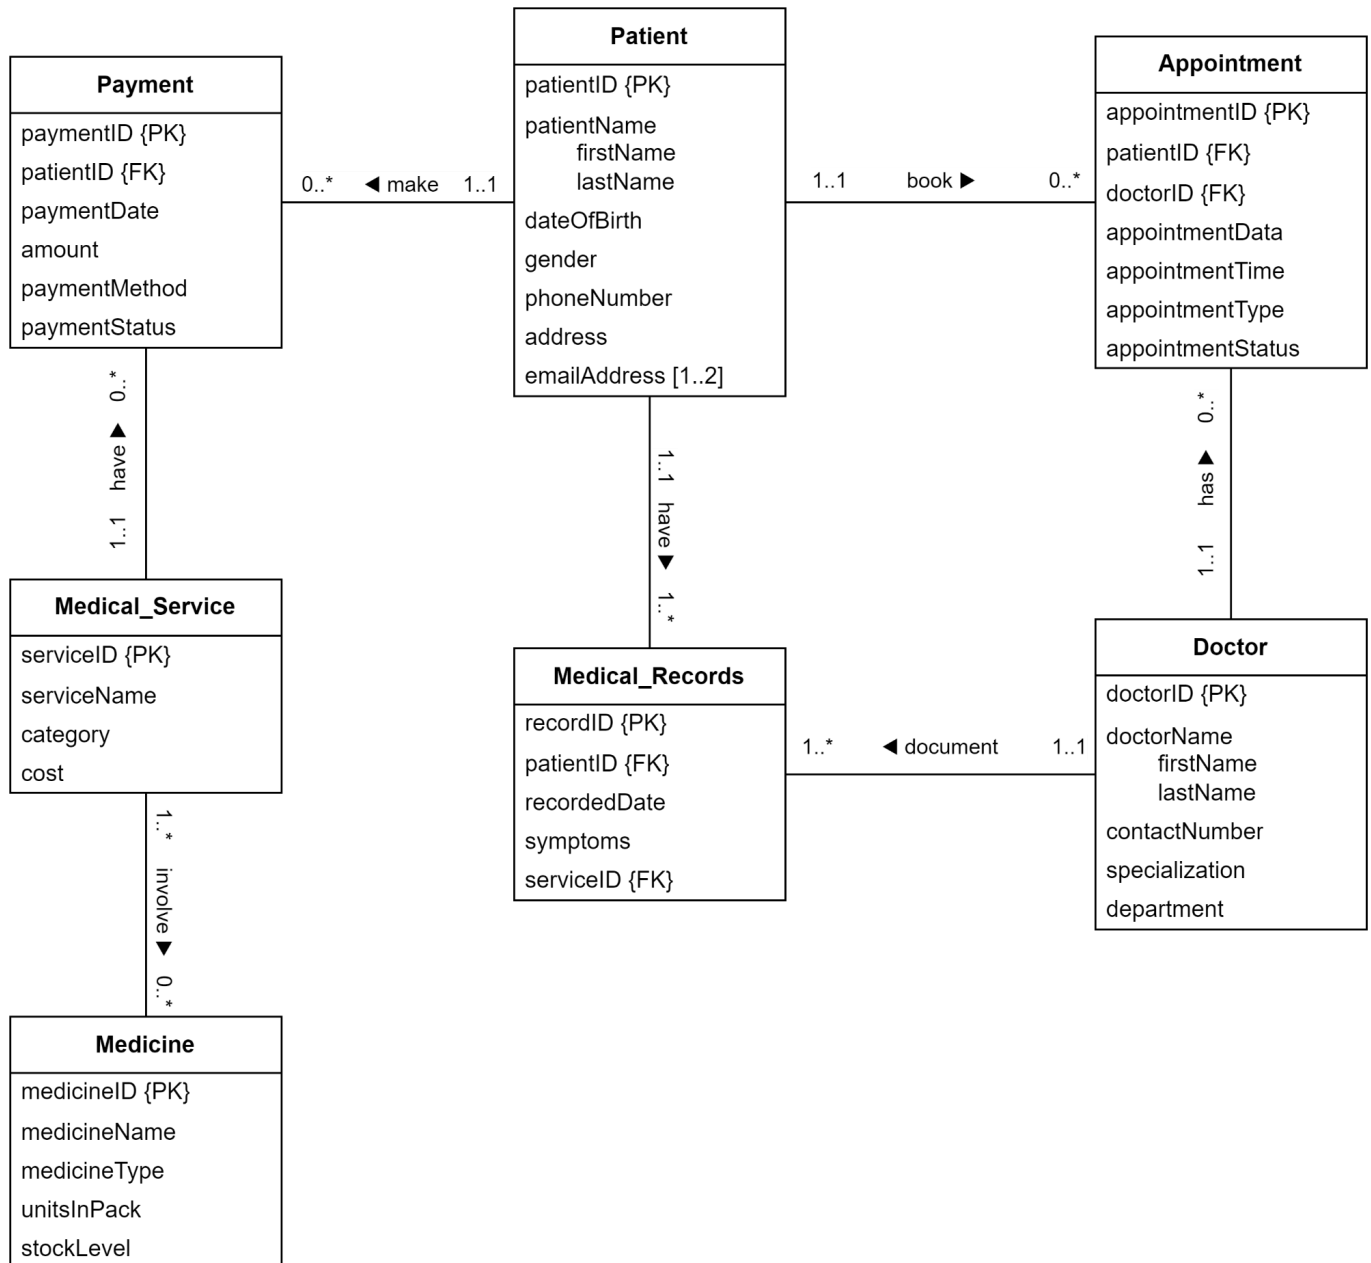 Patient
patientID {PK}
patientName
firstName
lastName
dateOfBirth
gender
phoneNumber
address
emailAddress [1..2]
Payment
paymentID {PK}
patientID {FK}
paymentDate
amount
paymentMethod
paymentStatus
0..* ◀ make 1..1
1..1 book ▶ 0..*
Appointment
appointmentID {PK}
patientID {FK}
doctorID {FK}
appointmentData
appointmentTime
appointmentType
appointmentStatus
1..1 have ▶ 0..*
1..1 have ▶ 1..*
1..1 has ▶ 0..*
Medical_Service
serviceID {PK}
serviceName
category
cost
Medical_Records
recordID {PK}
patientID {FK}
recordedDate
symptoms
serviceID {FK}
1..* ◀ document 1..1
Doctor
doctorID {PK}
doctorName
firstName
lastName
contactNumber
specialization
department
1..* involve ▶ 0..*
Medicine
medicineID {PK}
medicineName
medicineType
unitsInPack
stockLevel